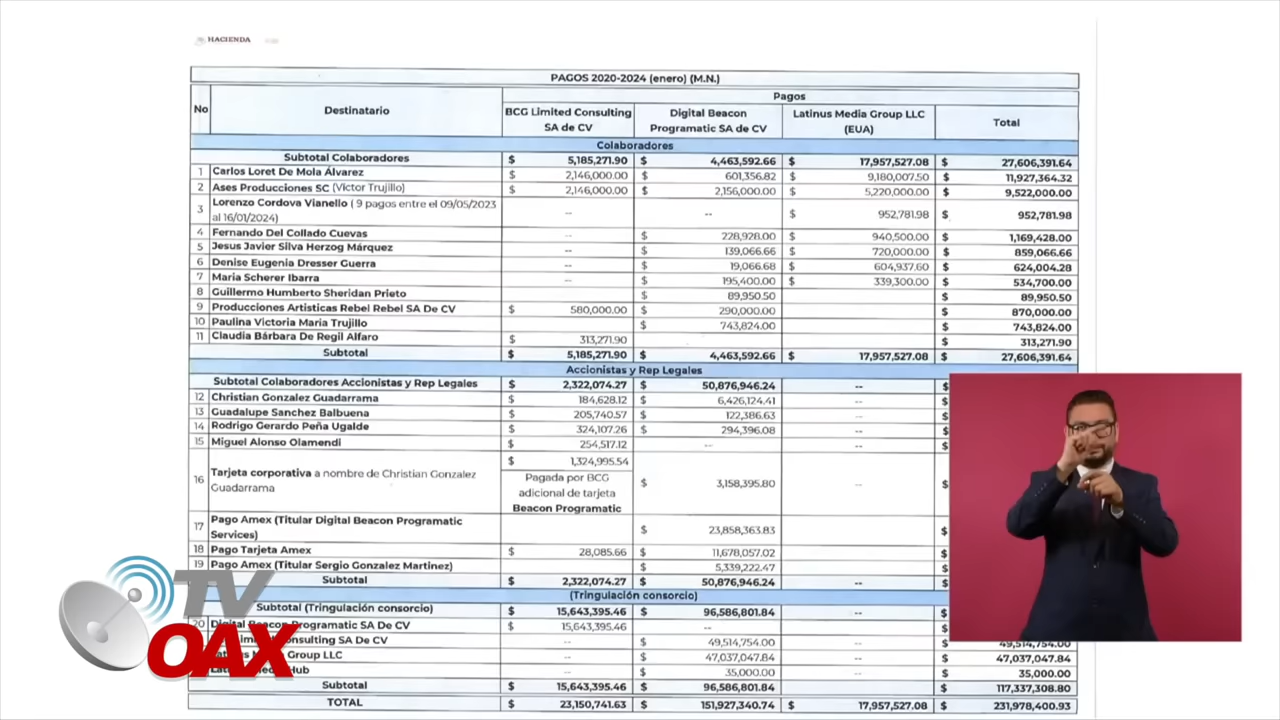 HACIENDA
PAGOS 2020-2024 (enero) (M.N.)
No Destinatario Pagos
BCG Limited Consulting SA de CV Digital Beacon Programatic SA de CV Latinus Media Group LLC (EUA) Total
Colaboradores
Subtotal Colaboradores $ 5,185,271.90 $ 4,463,592.66 $ 17,957,527.08 $ 27,606,391.64
1 Carlos Loret De Mola Álvarez $ 2,146,000.00 $ 601,356.82 $ 9,180,007.50 $ 11,927,364.32
2 Ases Producciones SC (Víctor Trujillo) $ 2,146,000.00 $ 2,156,000.00 $ 5,220,000.00 $ 9,522,000.00
3 Lorenzo Cordova Vianello ( 9 pagos entre el 09/05/2023 al 16/01/2024) -- -- $ 952,781.98 $ 952,781.98
4 Fernando Del Collado Cuevas -- $ 228,928.00 $ 940,500.00 $ 1,169,428.00
5 Jesus Javier Silva Herzog Márquez -- $ 139,066.66 $ 720,000.00 $ 859,066.66
6 Denise Eugenia Dresser Guerra -- $ 19,066.68 $ 604,937.60 $ 624,004.28
7 Maria Scherer Ibarra -- $ 195,400.00 $ 339,300.00 $ 534,700.00
8 Guillermo Humberto Sheridan Prieto $ 89,950.50 $ 89,950.50
9 Producciones Artisticas Rebel Rebel SA De CV $ 580,000.00 $ 290,000.00 $ 870,000.00
10 Paulina Victoria Maria Trujillo $ 743,824.00 $ 743,824.00
11 Claudia Bárbara De Regil Alfaro $ 313,271.90 $ 313,271.90
Subtotal $ 5,185,271.90 $ 4,463,592.66 $ 17,957,527.08 $ 27,606,391.64
Accionistas y Rep Legales
Subtotal Colaboradores Accionistas y Rep Legales $ 2,322,074.27 $ 50,876,946.24 -- $
12 Christian Gonzalez Guadarrama $ 184,628.12 $ 6,426,124.41 -- $
13 Guadalupe Sanchez Balbuena $ 205,740.57 $ 122,386.63 -- $
14 Rodrigo Gerardo Peña Ugalde $ 324,107.26 $ 294,396.08 -- $
15 Miguel Alonso Olamendi $ 254,517.12 -- -- $
16 Tarjeta corporativa a nombre de Christian Gonzalez Guadarrama $ 1,324,995.54 Pagada por BCG adicional de tarjeta Beacon Programatic $ 3,158,395.80 -- $
17 Pago Amex (Titular Digital Beacon Programatic Services) $ 23,858,363.83 $
18 Pago Tarjeta Amex $ 28,085.66 $ 11,678,057.02 $
19 Pago Amex (Titular Sergio Gonzalez Martinez) $ 5,339,222.47 $
Subtotal $ 2,322,074.27 $ 50,876,946.24 -- $
(Tringulación consorcio)
Subtotal (Tringulación consorcio) $ 15,643,395.46 $ 96,586,801.84 -- $
20 Digital Beacon Programatic SA De CV $ 15,643,395.46 -- $
Consulting SA De CV -- $ 49,514,754.00 -- 49,514,754.00
Group LLC -- $ 47,037,047.84 -- $ 47,037,047.84
Hub -- $ 35,000.00 -- $ 35,000.00
Subtotal $ 15,643,395.46 $ 96,586,801.84 -- $ 117,337,308.80
TOTAL $ 23,150,741.63 $ 151,927,340.74 $ 17,957,527.08 $ 231,978,400.93
TV
OAX